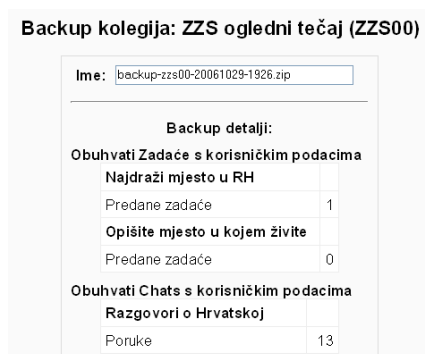 Backup kolegija: ZZS ogledni tečaj (ZZS00)
Ime: backup-zzs00-20061029-1926.zip
Backup detalji:
Obuhvati Zadaće s korisničkim podacima
Najdraži mjesto u RH
Predane zadaće 1
Opišite mjesto u kojem živite
Predane zadaće 0
Obuhvati Chats s korisničkim podacima
Razgovori o Hrvatskoj
Poruke 13